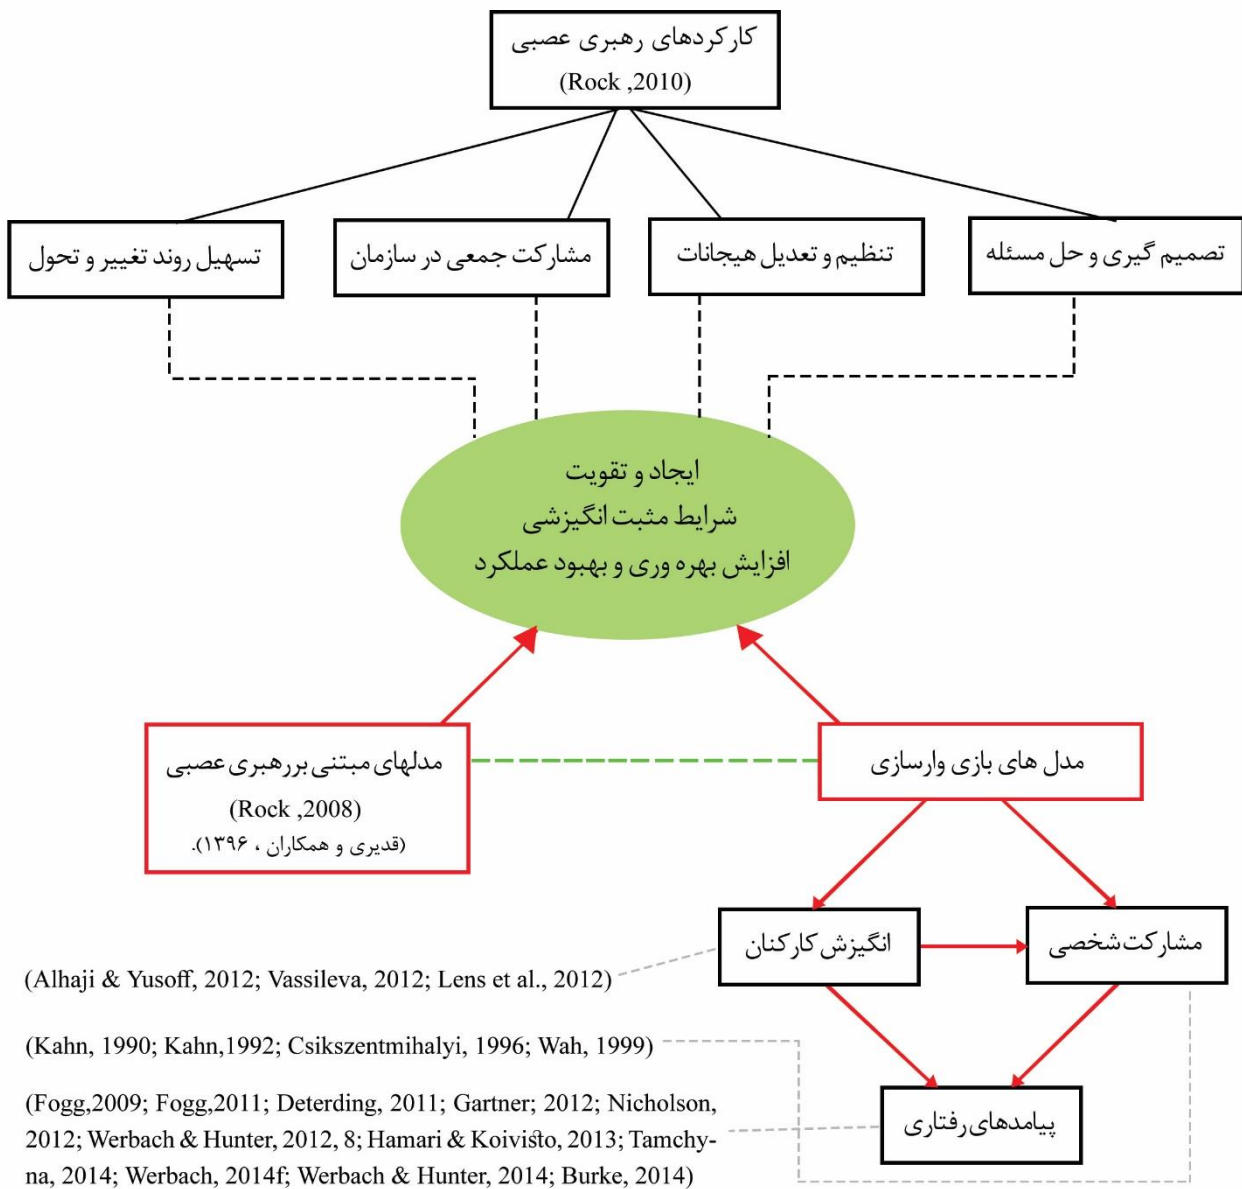 کارکردهای رهبری عصبی
(Rock ,2010)
تصمیم گیری و حل مسئله
تنظیم و تعدیل هیجانات
مشارکت جمعی در سازمان
تسهیل روند تغییر و تحول
ایجاد و تقویت
شرایط مثبت انگیزشی
افزایش بهره وری و بهبود عملکرد
مدل های بازی وارسازی
مدلهای مبتنی بررهبری عصبی
(Rock ,2008)
(قدیری و همکاران ، ۱۳۹۶).
مشارکت شخصی
انگیزش کارکنان
(Alhaji & Yusoff, 2012; Vassileva, 2012; Lens et al., 2012)
(Kahn, 1990; Kahn,1992; Csikszentmihalyi, 1996; Wah, 1999)
پیامدهای رفتاری
(Fogg,2009; Fogg,2011; Deterding, 2011; Gartner; 2012; Nicholson,
2012; Werbach & Hunter, 2012, 8; Hamari & Koivisto, 2013; Tamchy-
na, 2014; Werbach, 2014f; Werbach & Hunter, 2014; Burke, 2014)